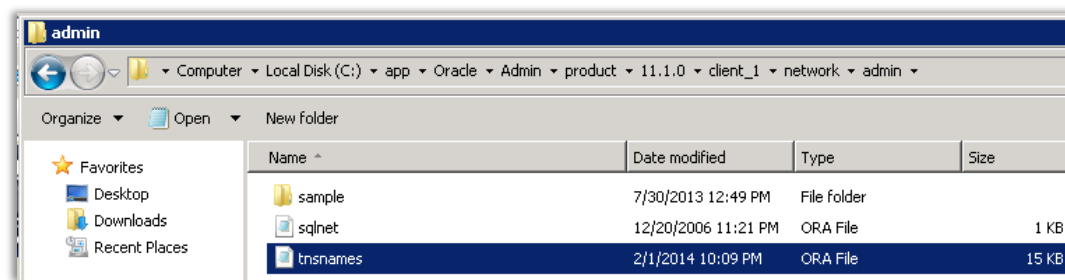 admin
Computer Local Disk (C:) app Oracle Admin product 11.1.0 client_1 network admin
Organize Open New folder
Favorites
Desktop
Downloads
Recent Places
Name Date modified Type Size
sample 7/30/2013 12:49 PM File folder
sqlnet 12/20/2006 11:21 PM ORA File 1 KB
tnsnames 2/1/2014 10:09 PM ORA File 15 KB